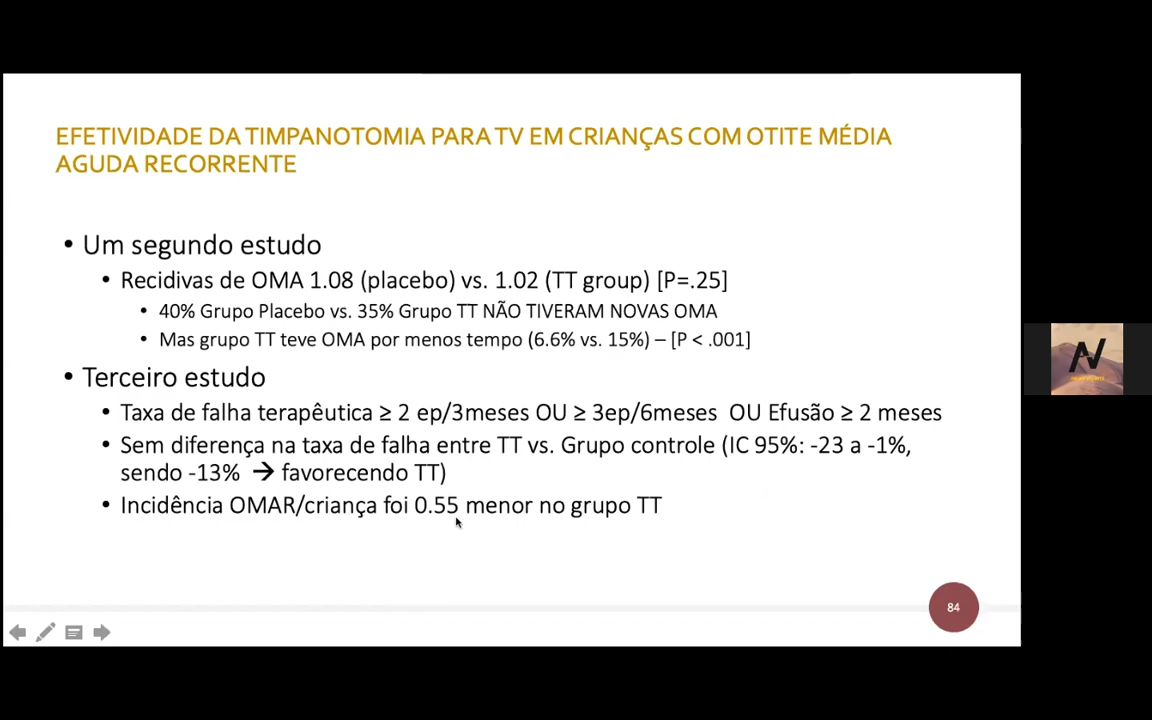 EFETIVIDADE DA TIMPANOTOMIA PARA TV EM CRIANÇAS COM OTITE MÉDIA
AGUDA RECORRENTE
• Um segundo estudo
• Recidivas de OMA 1.08 (placebo) vs. 1.02 (TT group) [P=.25]
• 40% Grupo Placebo vs. 35% Grupo TT NÃO TIVERAM NOVAS OMA
• Mas grupo TT teve OMA por menos tempo (6.6% vs. 15%) – [P < .001]
• Terceiro estudo
• Taxa de falha terapêutica ≥ 2 ep/3meses OU ≥ 3ep/6meses OU Efusão ≥ 2 meses
• Sem diferença na taxa de falha entre TT vs. Grupo controle (IC 95%: -23 a -1%,
sendo -13% → favorecendo TT)
• Incidência OMAR/criança foi 0.55 menor no grupo TT
84